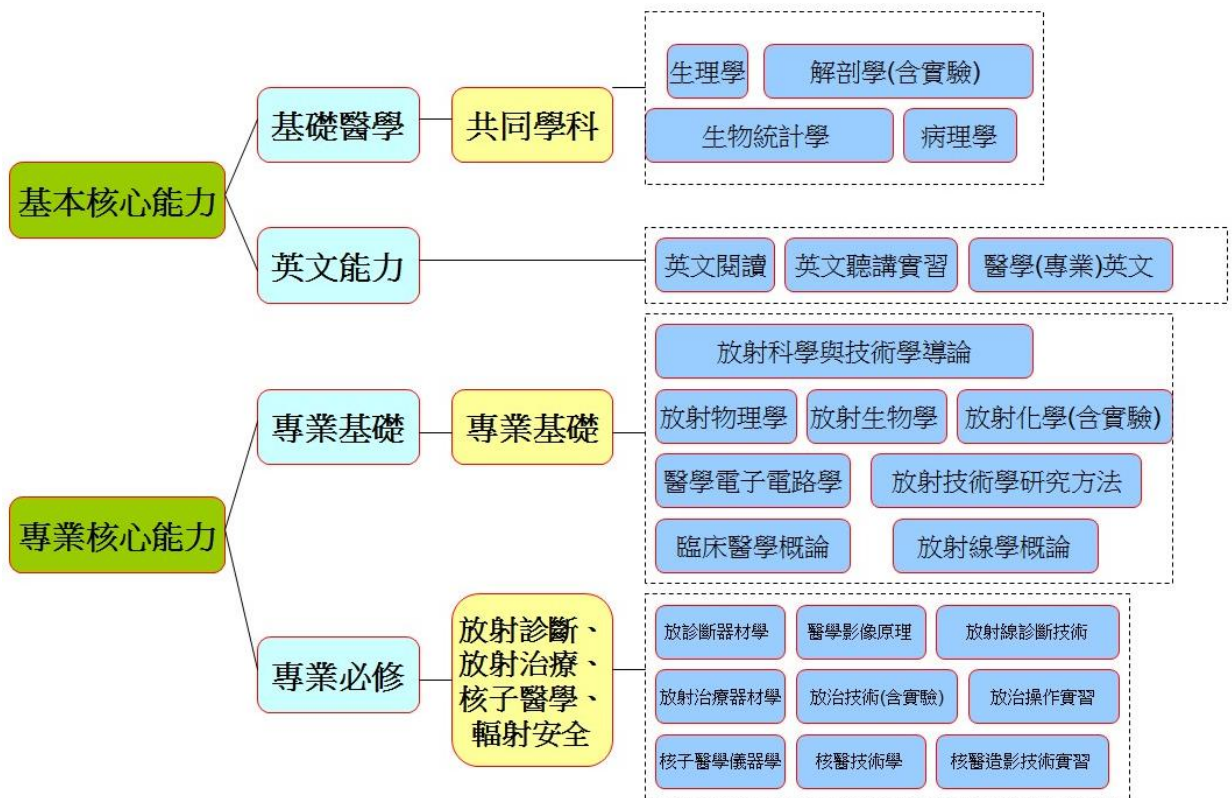 基本核心能力
基礎醫學
共同學科
生理學
解剖學(含實驗)
生物統計學
病理學
英文能力
英文閱讀
英文聽講實習
醫學(專業)英文
專業核心能力
專業基礎
專業基礎
放射科學與技術學導論
放射物理學
放射生物學
放射化學(含實驗)
醫學電子電路學
放射技術學研究方法
臨床醫學概論
放射線學概論
專業必修
放射診斷、
放射治療、
核子醫學、
輻射安全
放診斷器材學
醫學影像原理
放射線診斷技術
放射治療器材學
放治技術(含實驗)
放治操作實習
核子醫學儀器學
核醫技術學
核醫造影技術實習